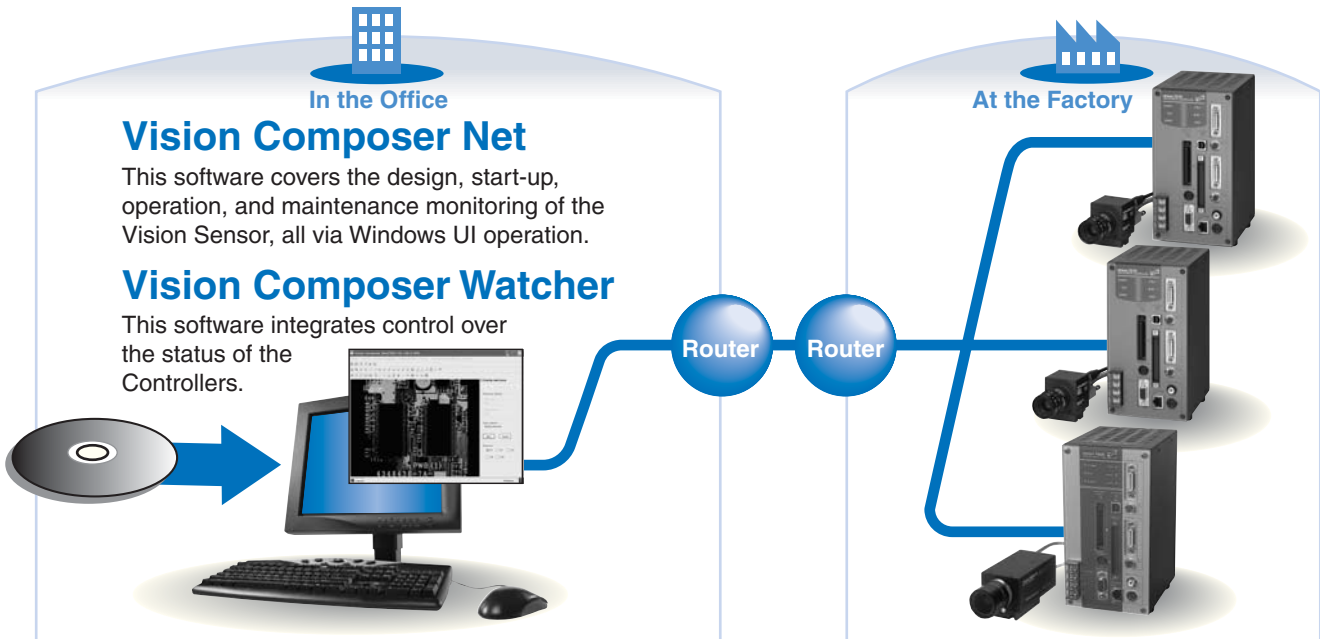 In the Office
Vision Composer Net
This software covers the design, start-up,
operation, and maintenance monitoring of the
Vision Sensor, all via Windows UI operation.
Vision Composer Watcher
This software integrates control over
the status of the
Controllers.
Router
Router
At the Factory